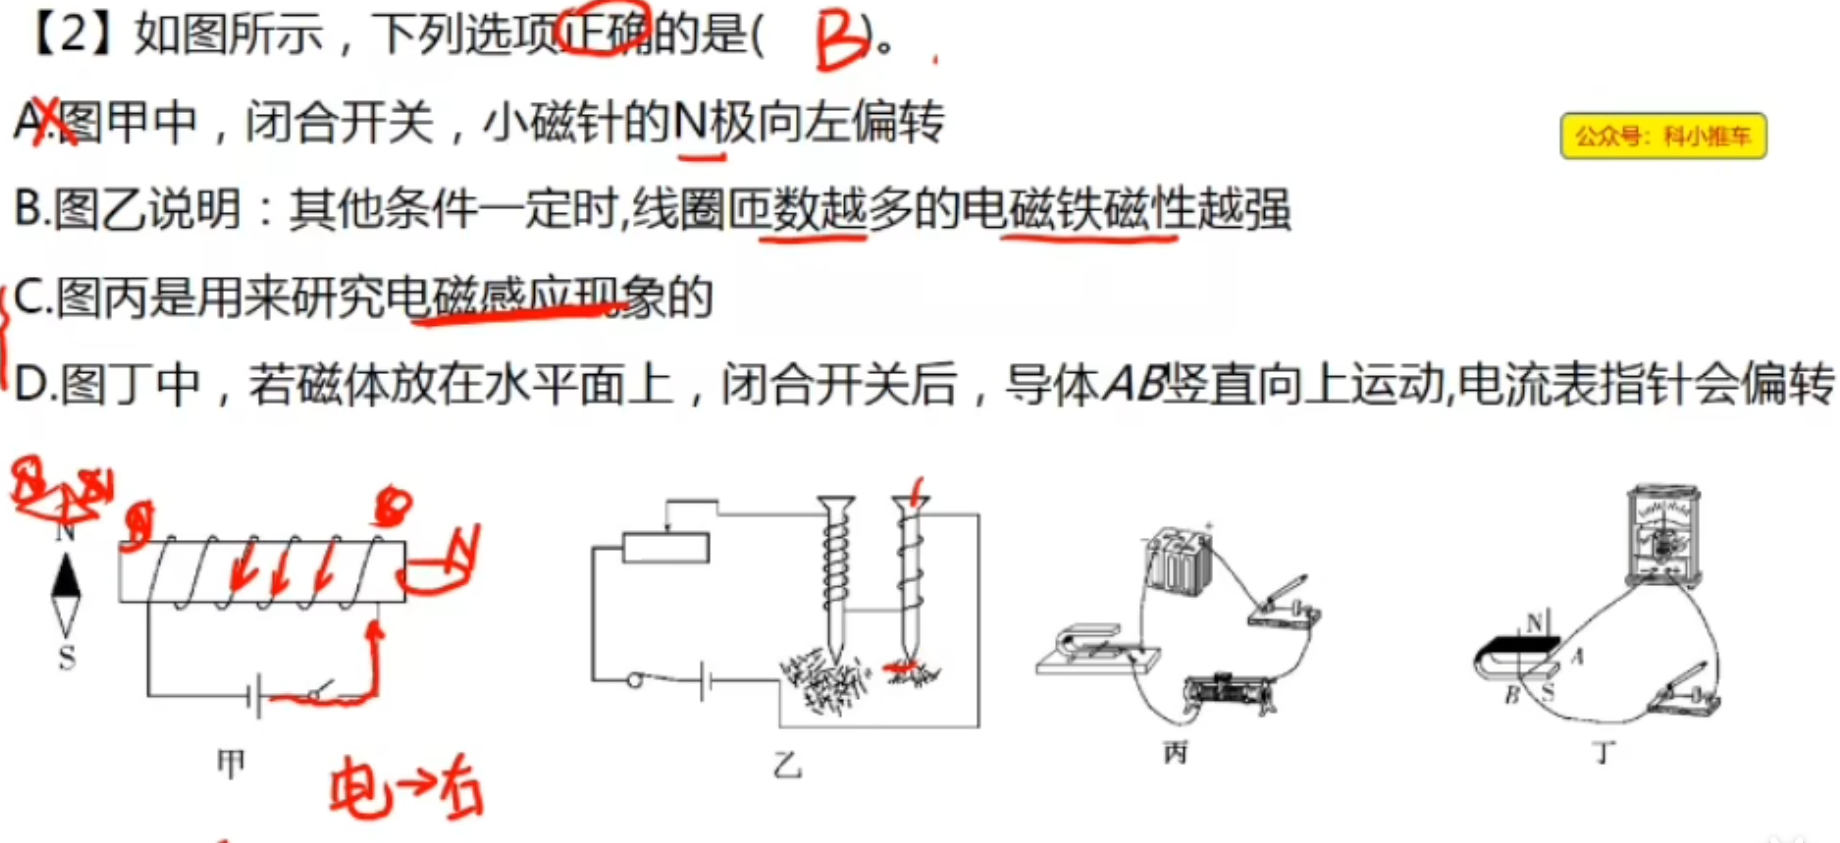 【2】如图所示，下列选项正确的是( B )。
A.图甲中，闭合开关，小磁针的N极向左偏转
公众号：科小推车
B.图乙说明：其他条件一定时,线圈匝数越多的电磁铁磁性越强
C.图丙是用来研究电磁感应现象的
D.图丁中，若磁体放在水平面上，闭合开关后，导体AB竖直向上运动,电流表指针会偏转
N
S
N
甲
电→右
乙
- +
丙
N
A
B S
丁